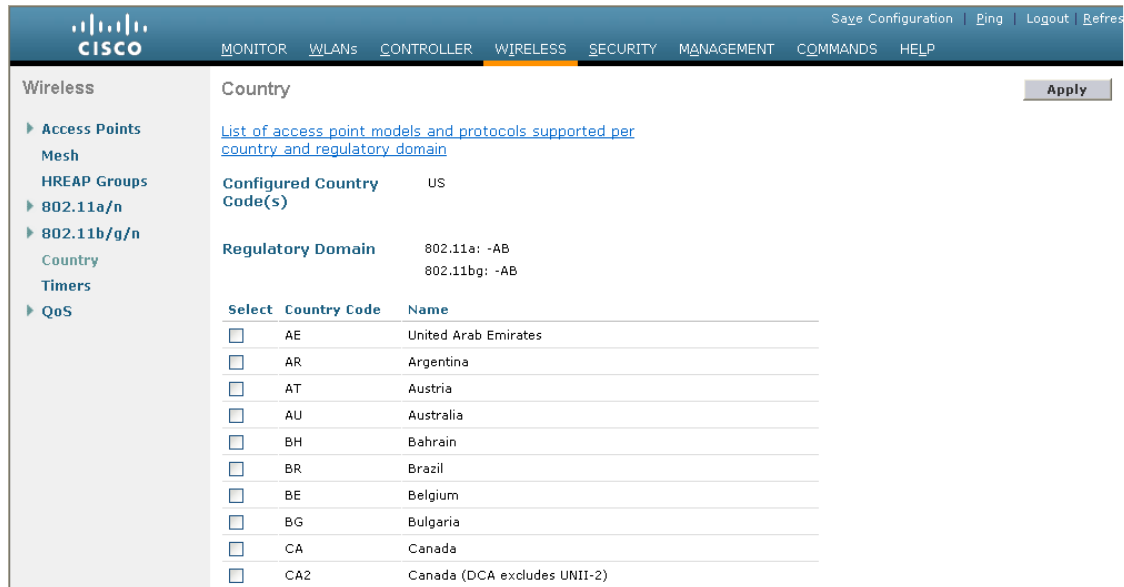 Save Configuration | Ping | Logout | Refres
CISCO
MONITOR WLANs CONTROLLER WIRELESS SECURITY MANAGEMENT COMMANDS HELP
Wireless
Access Points
Mesh
HREAP Groups
802.11a/n
802.11b/g/n
Country
Timers
QoS
Country
Apply
List of access point models and protocols supported per
country and regulatory domain
Configured Country
Code(s)
US
Regulatory Domain
802.11a: -AB
802.11bg: -AB
Select Country Code Name
AE United Arab Emirates
AR Argentina
AT Austria
AU Australia
BH Bahrain
BR Brazil
BE Belgium
BG Bulgaria
CA Canada
CA2 Canada (DCA excludes UNII-2)